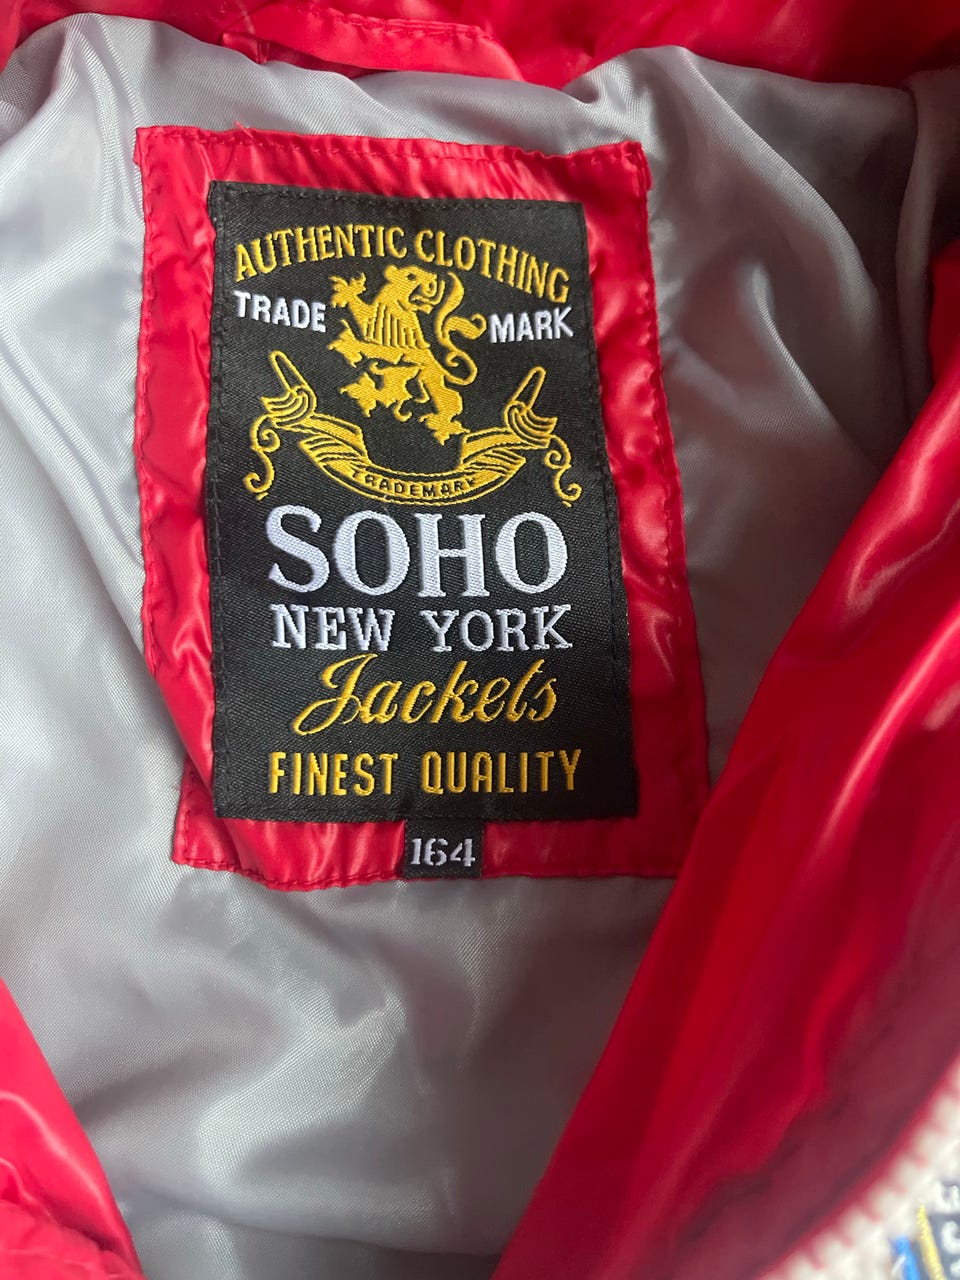 AUTHENTIC CLOTHING
TRADE MARK
TRADEMARK
SOHO
NEW YORK
Jackets
FINEST QUALITY
164